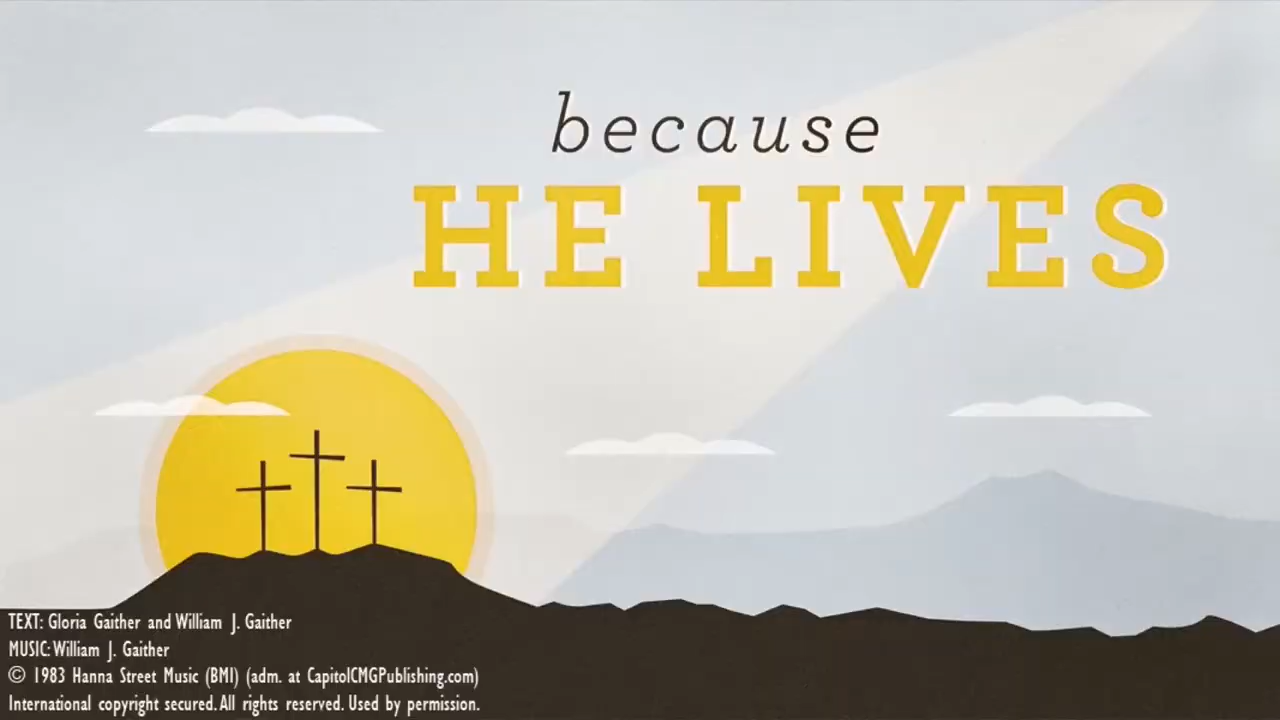 because
HE LIVES
TEXT: Gloria Gaither and William J. Gaither
MUSIC: William J. Gaither
© 1983 Hanna Street Music (BMI) (adm. at CapitolCMGPublishing.com)
International copyright secured. All rights reserved. Used by permission.